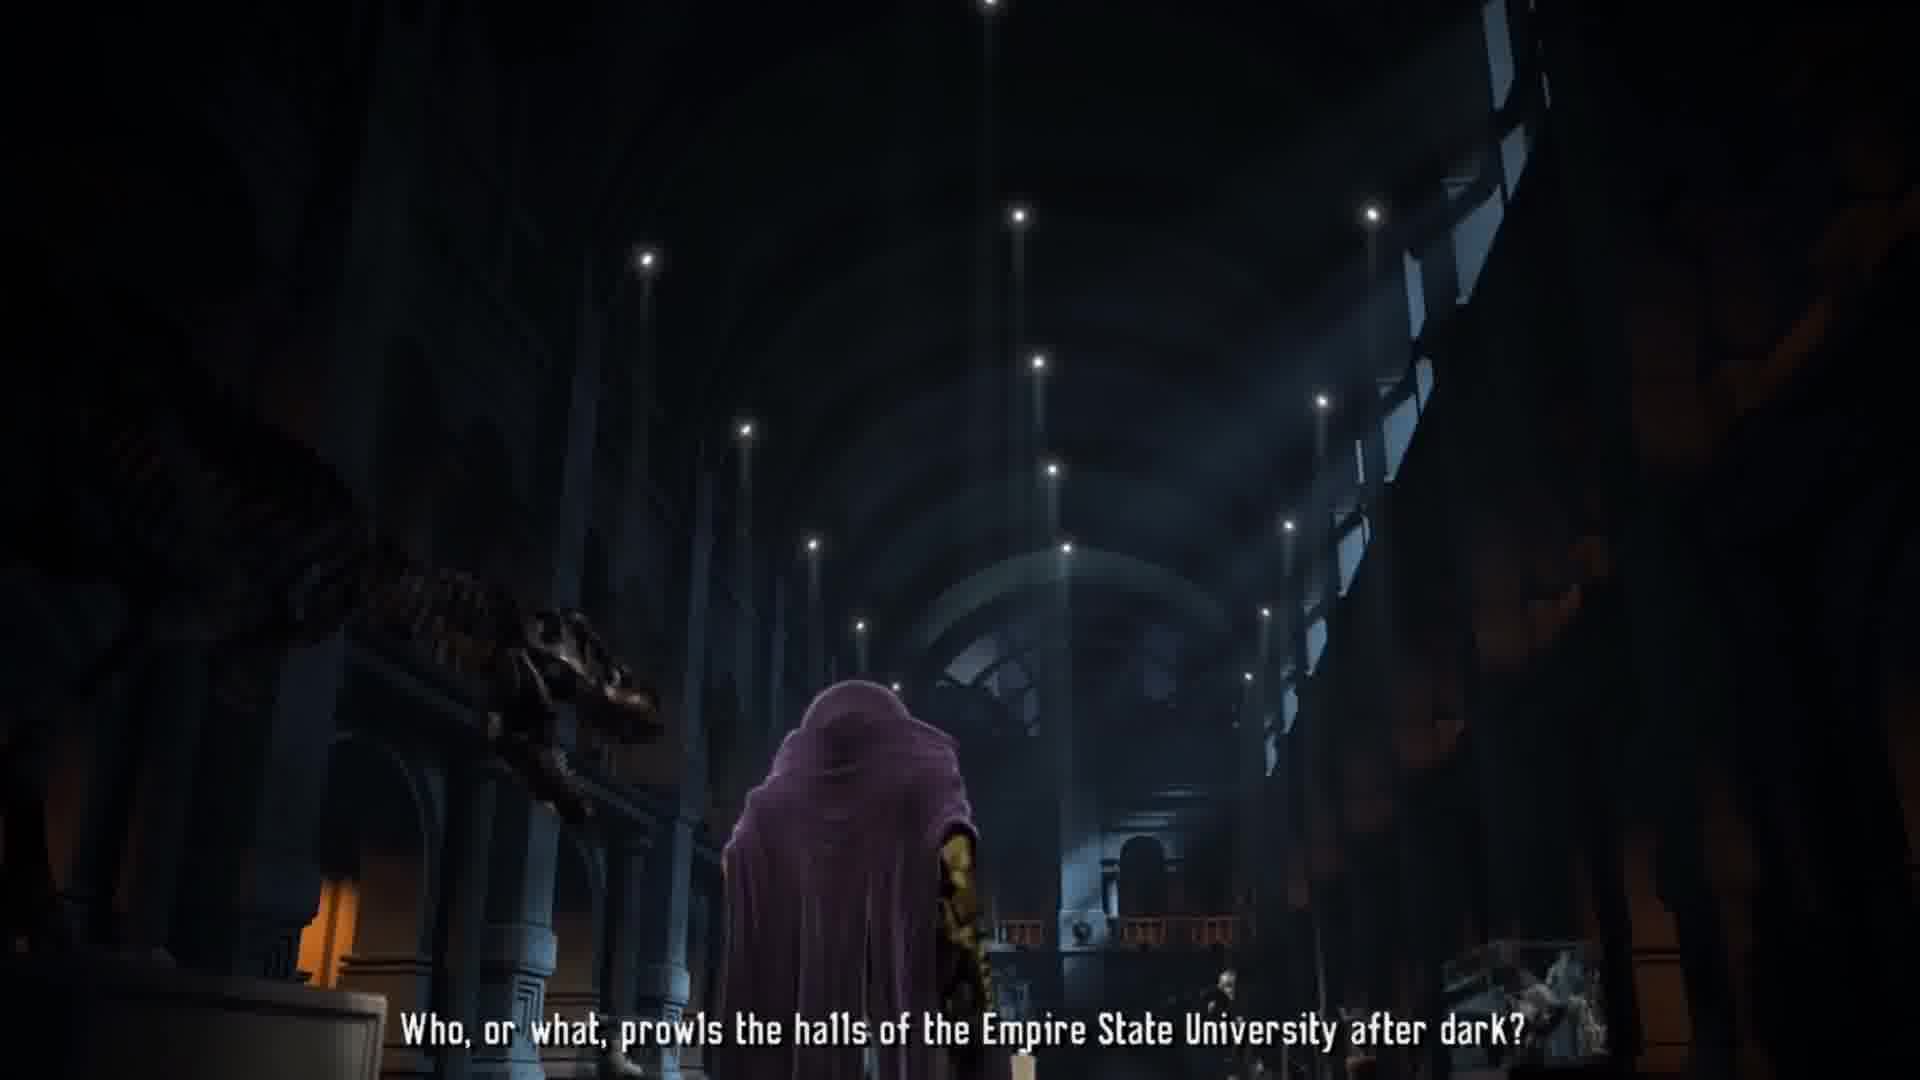 Who, or what, prowls the halls of the Empire State University after dark?